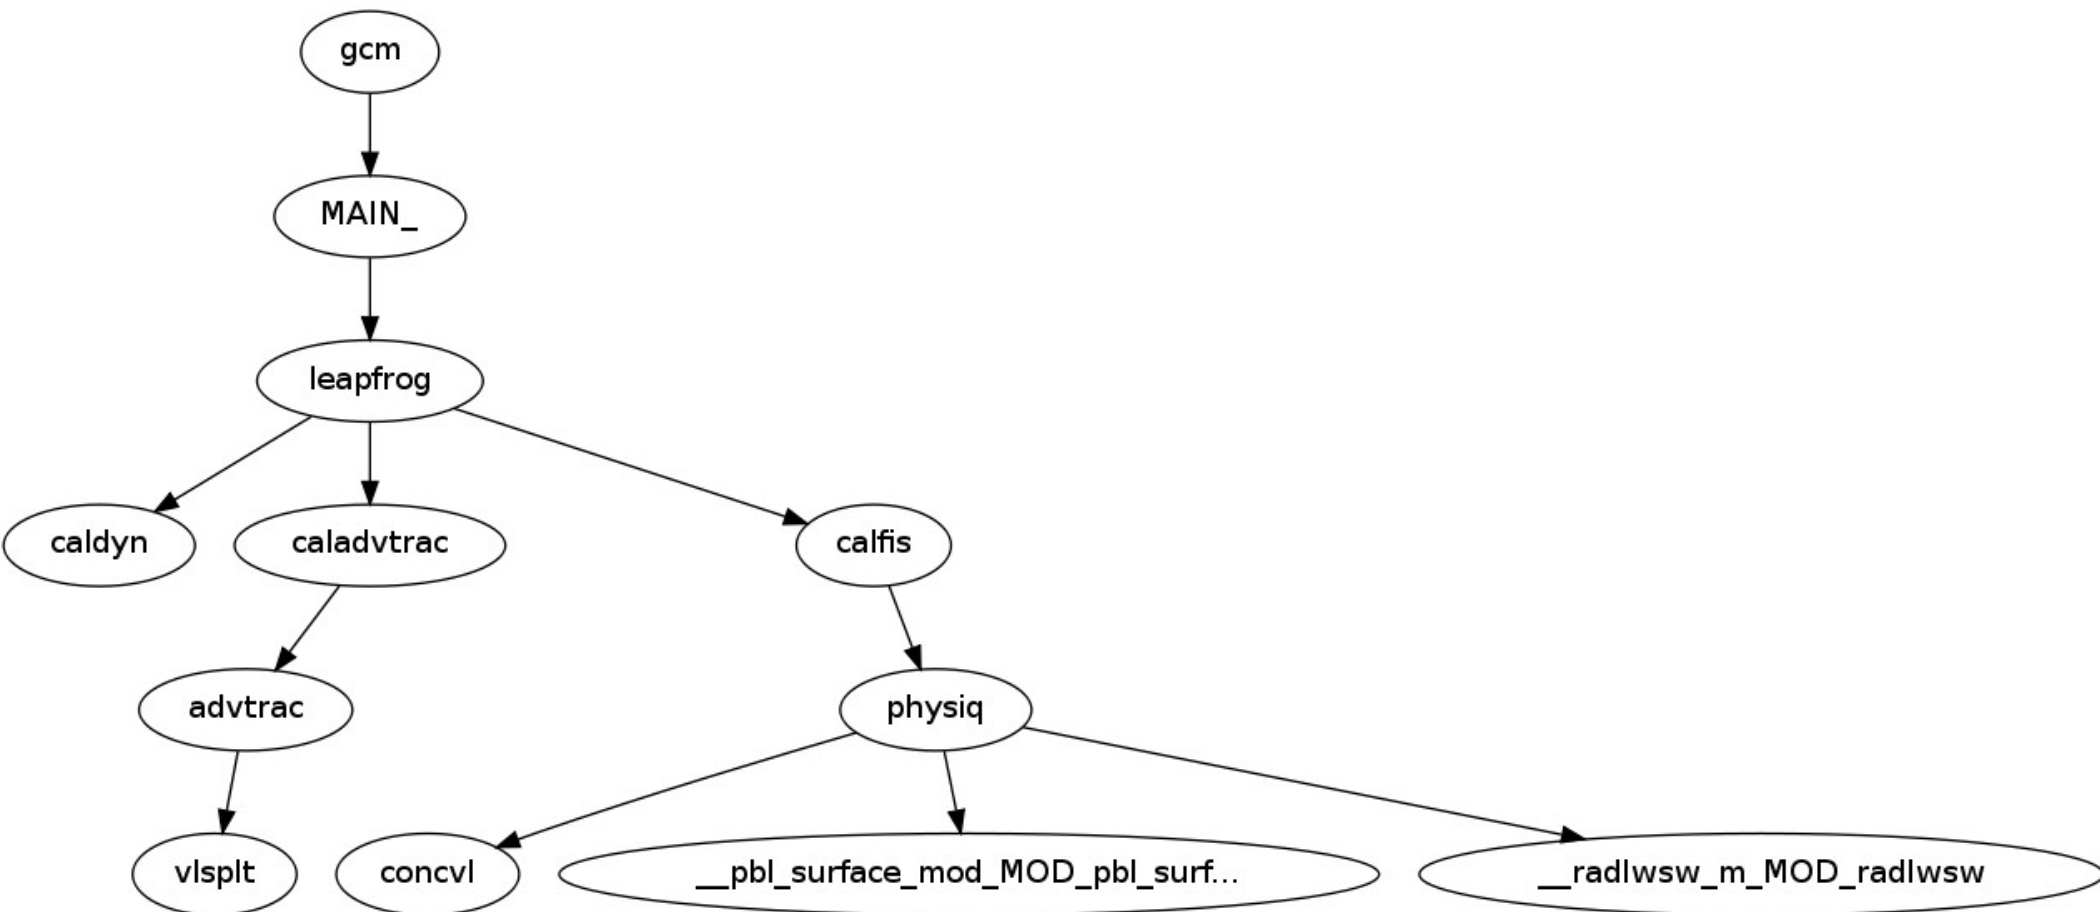 gcm
MAIN_
leapfrog
caldyn
caladvtrac
calfis
advtrac
physiq
vlsplt
concvl
__pbl_surface_mod_MOD_pbl_surf...
__radlwsw_m_MOD_radlwsw